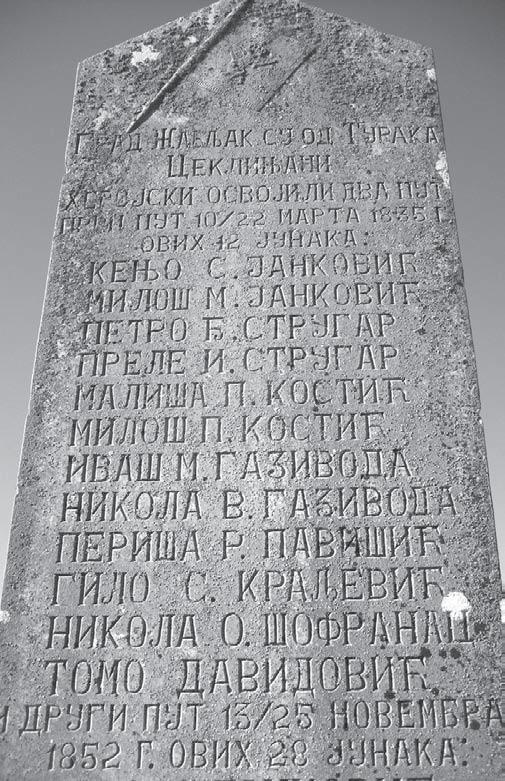 Град Жабљак су од Турака
Цеклињани
херојски освојили два пут
први пут 10/22 марта 1835 г.
ових 12 јунака:
Кењо С. Јанковић
Милош М. Јанковић
Петро Ђ. Стругар
Преле И. Стругар
Малиша П. Костић
Милош П. Костић
Иваш М. Газивода
Никола В. Газивода
Периша Р. Павишић
Гило С. Краљевић
Никола О. Шофранац
Томо Давидовић
и други пут 13/25 новембра
1852 г. ових 28 јунака: